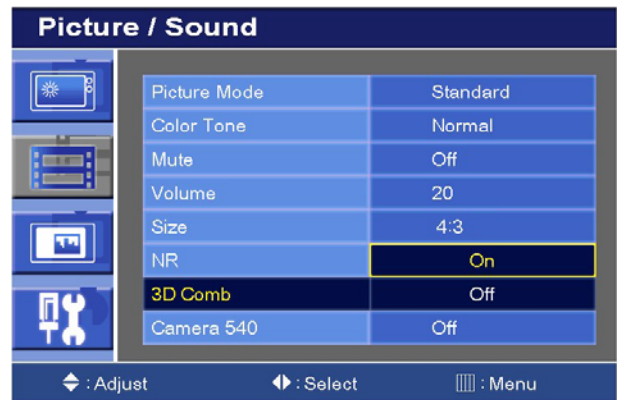 Picture / Sound
Picture Mode Standard
Color Tone Normal
Mute Off
Volume 20
Size 4:3
NR On
3D Comb Off
Camera 540 Off
: Adjust : Select : Menu